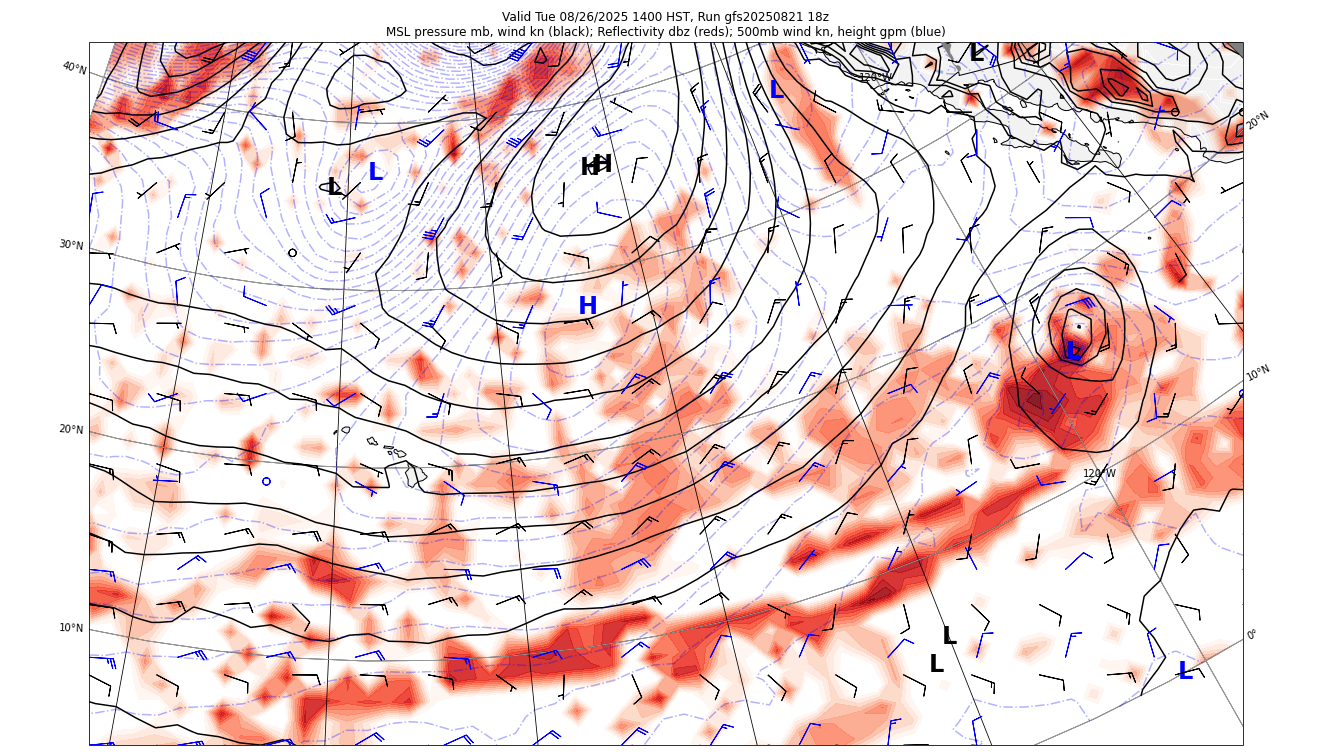 Valid Tue 08/26/2025 1400 HST, Run gfs20250821 18z
MSL pressure mb, wind kn (black); Reflectivity dbz (reds); 500mb wind kn, height gpm (blue)
L
40°N
120°W
L
20°N
HH
L
L
30°N
H
L
10°N
20°N
120°W
10°N
L
0°
L
L